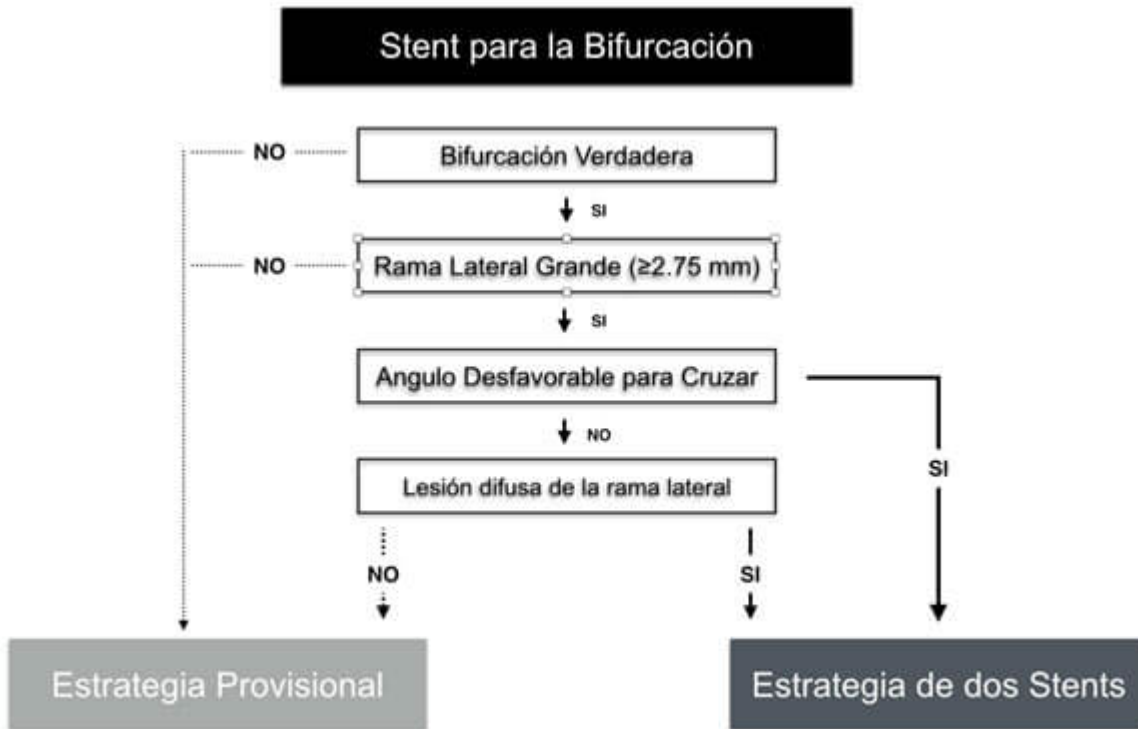 Stent para la Bifurcación
NO
Bifurcación Verdadera
SI
NO
Rama Lateral Grande (≥2.75 mm)
SI
Angulo Desfavorable para Cruzar
NO
SI
Lesión difusa de la rama lateral
NO
SI
Estrategia Provisional
Estrategia de dos Stents